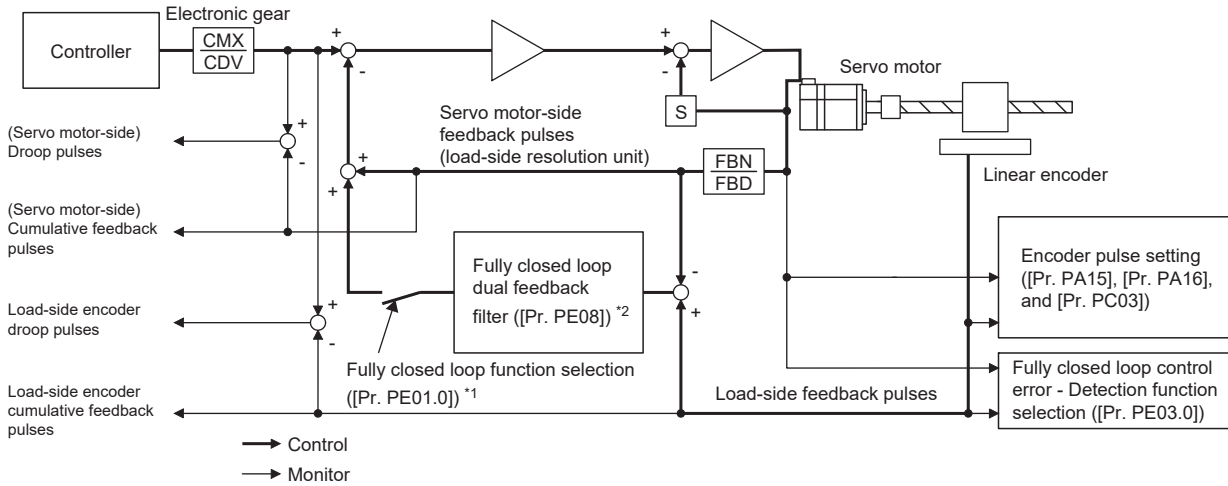 Electronic gear
Controller
CMX
CDV
+
-
+
-
S
Servo motor
Servo motor-side
feedback pulses
(load-side resolution unit)
FBN
FBD
Linear encoder
(Servo motor-side)
Droop pulses
+
-
+
+
(Servo motor-side)
Cumulative feedback
pulses
Fully closed loop
dual feedback
filter ([Pr. PE08]) *2
-
+
Encoder pulse setting
([Pr. PA15], [Pr. PA16],
and [Pr. PC03])
Load-side encoder
droop pulses
+
-
Fully closed loop function selection
([Pr. PE01.0]) *1
Load-side feedback pulses
Fully closed loop control
error - Detection function
selection ([Pr. PE03.0])
Load-side encoder
cumulative feedback
pulses
Control
Monitor